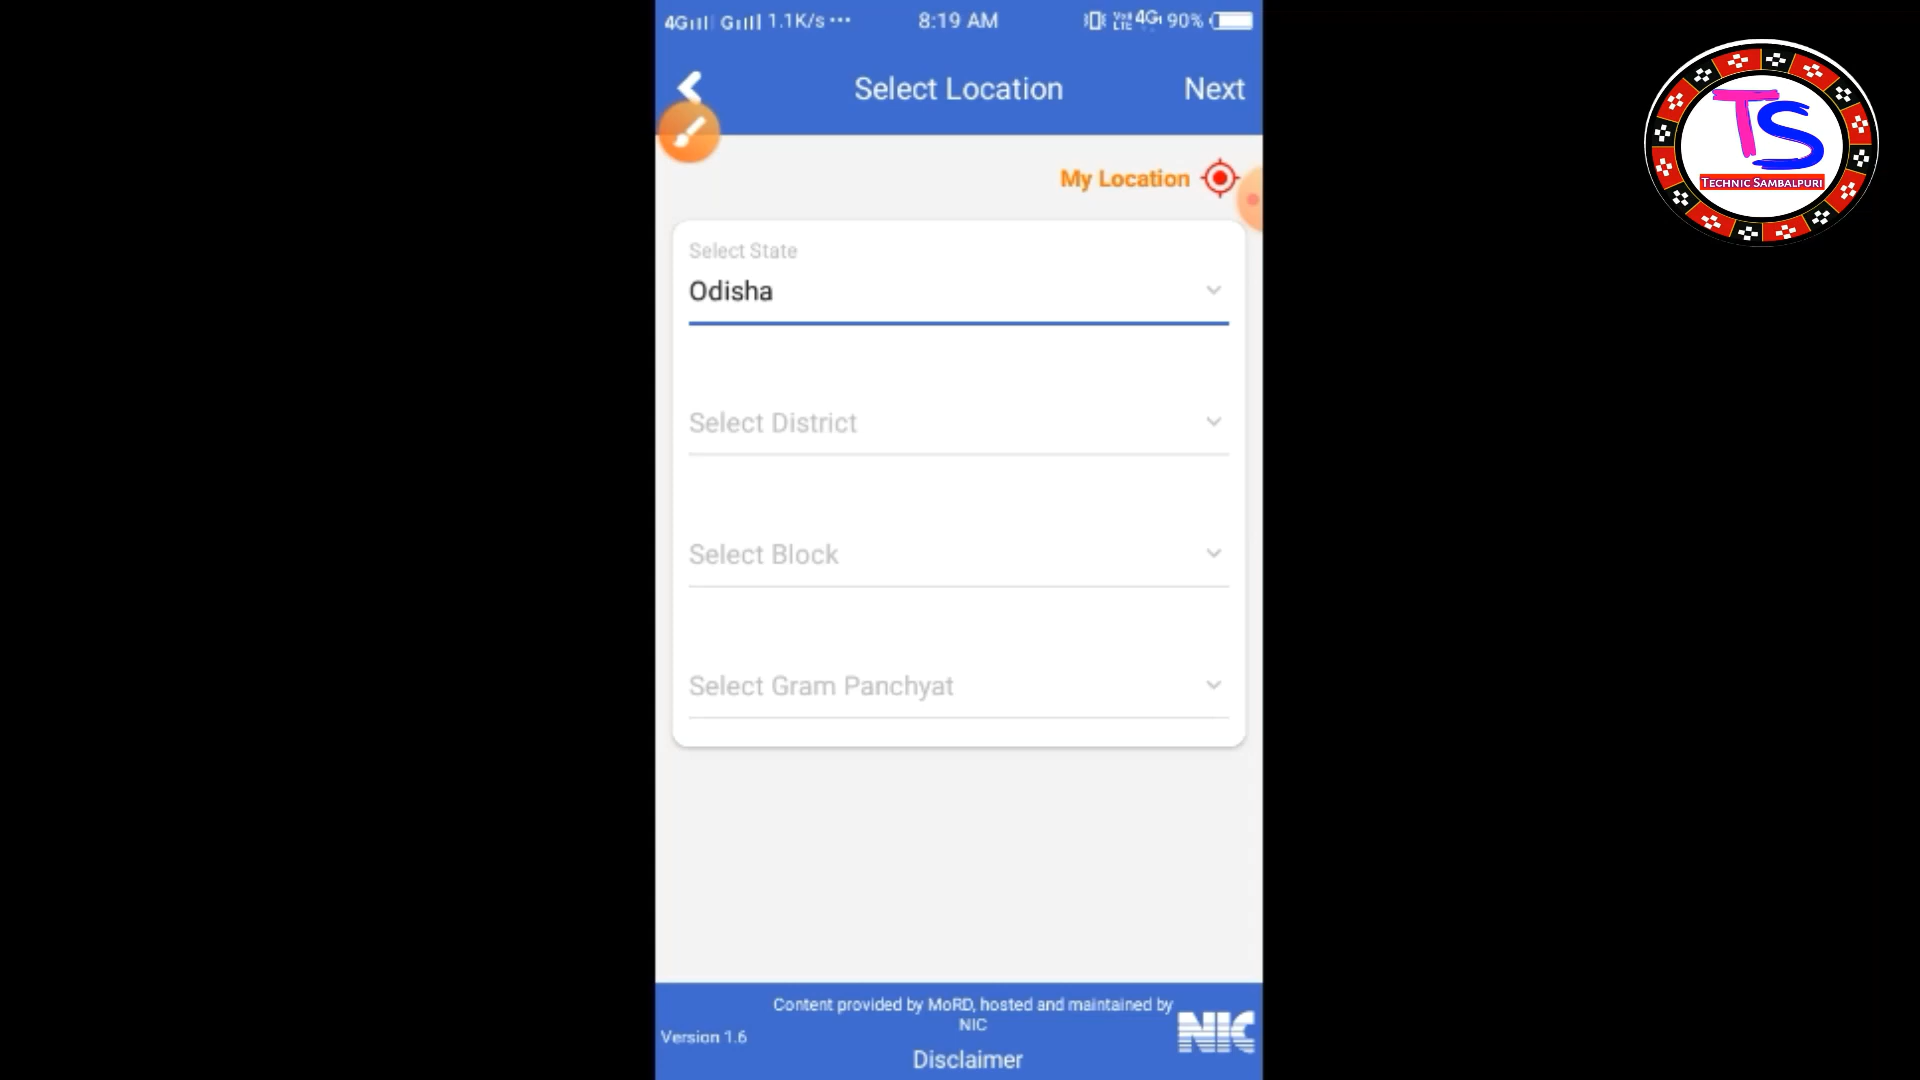 4G G 1.1K/s ··· 8:19 AM 4G 90%
Select Location Next
My Location
Select State
Odisha
Select District
Select Block
Select Gram Panchyat
Content provided by MoRD, hosted and maintained by
NIC
Version 1.6
Disclaimer
NIC
TS
TECHNIC SAMBALPURI